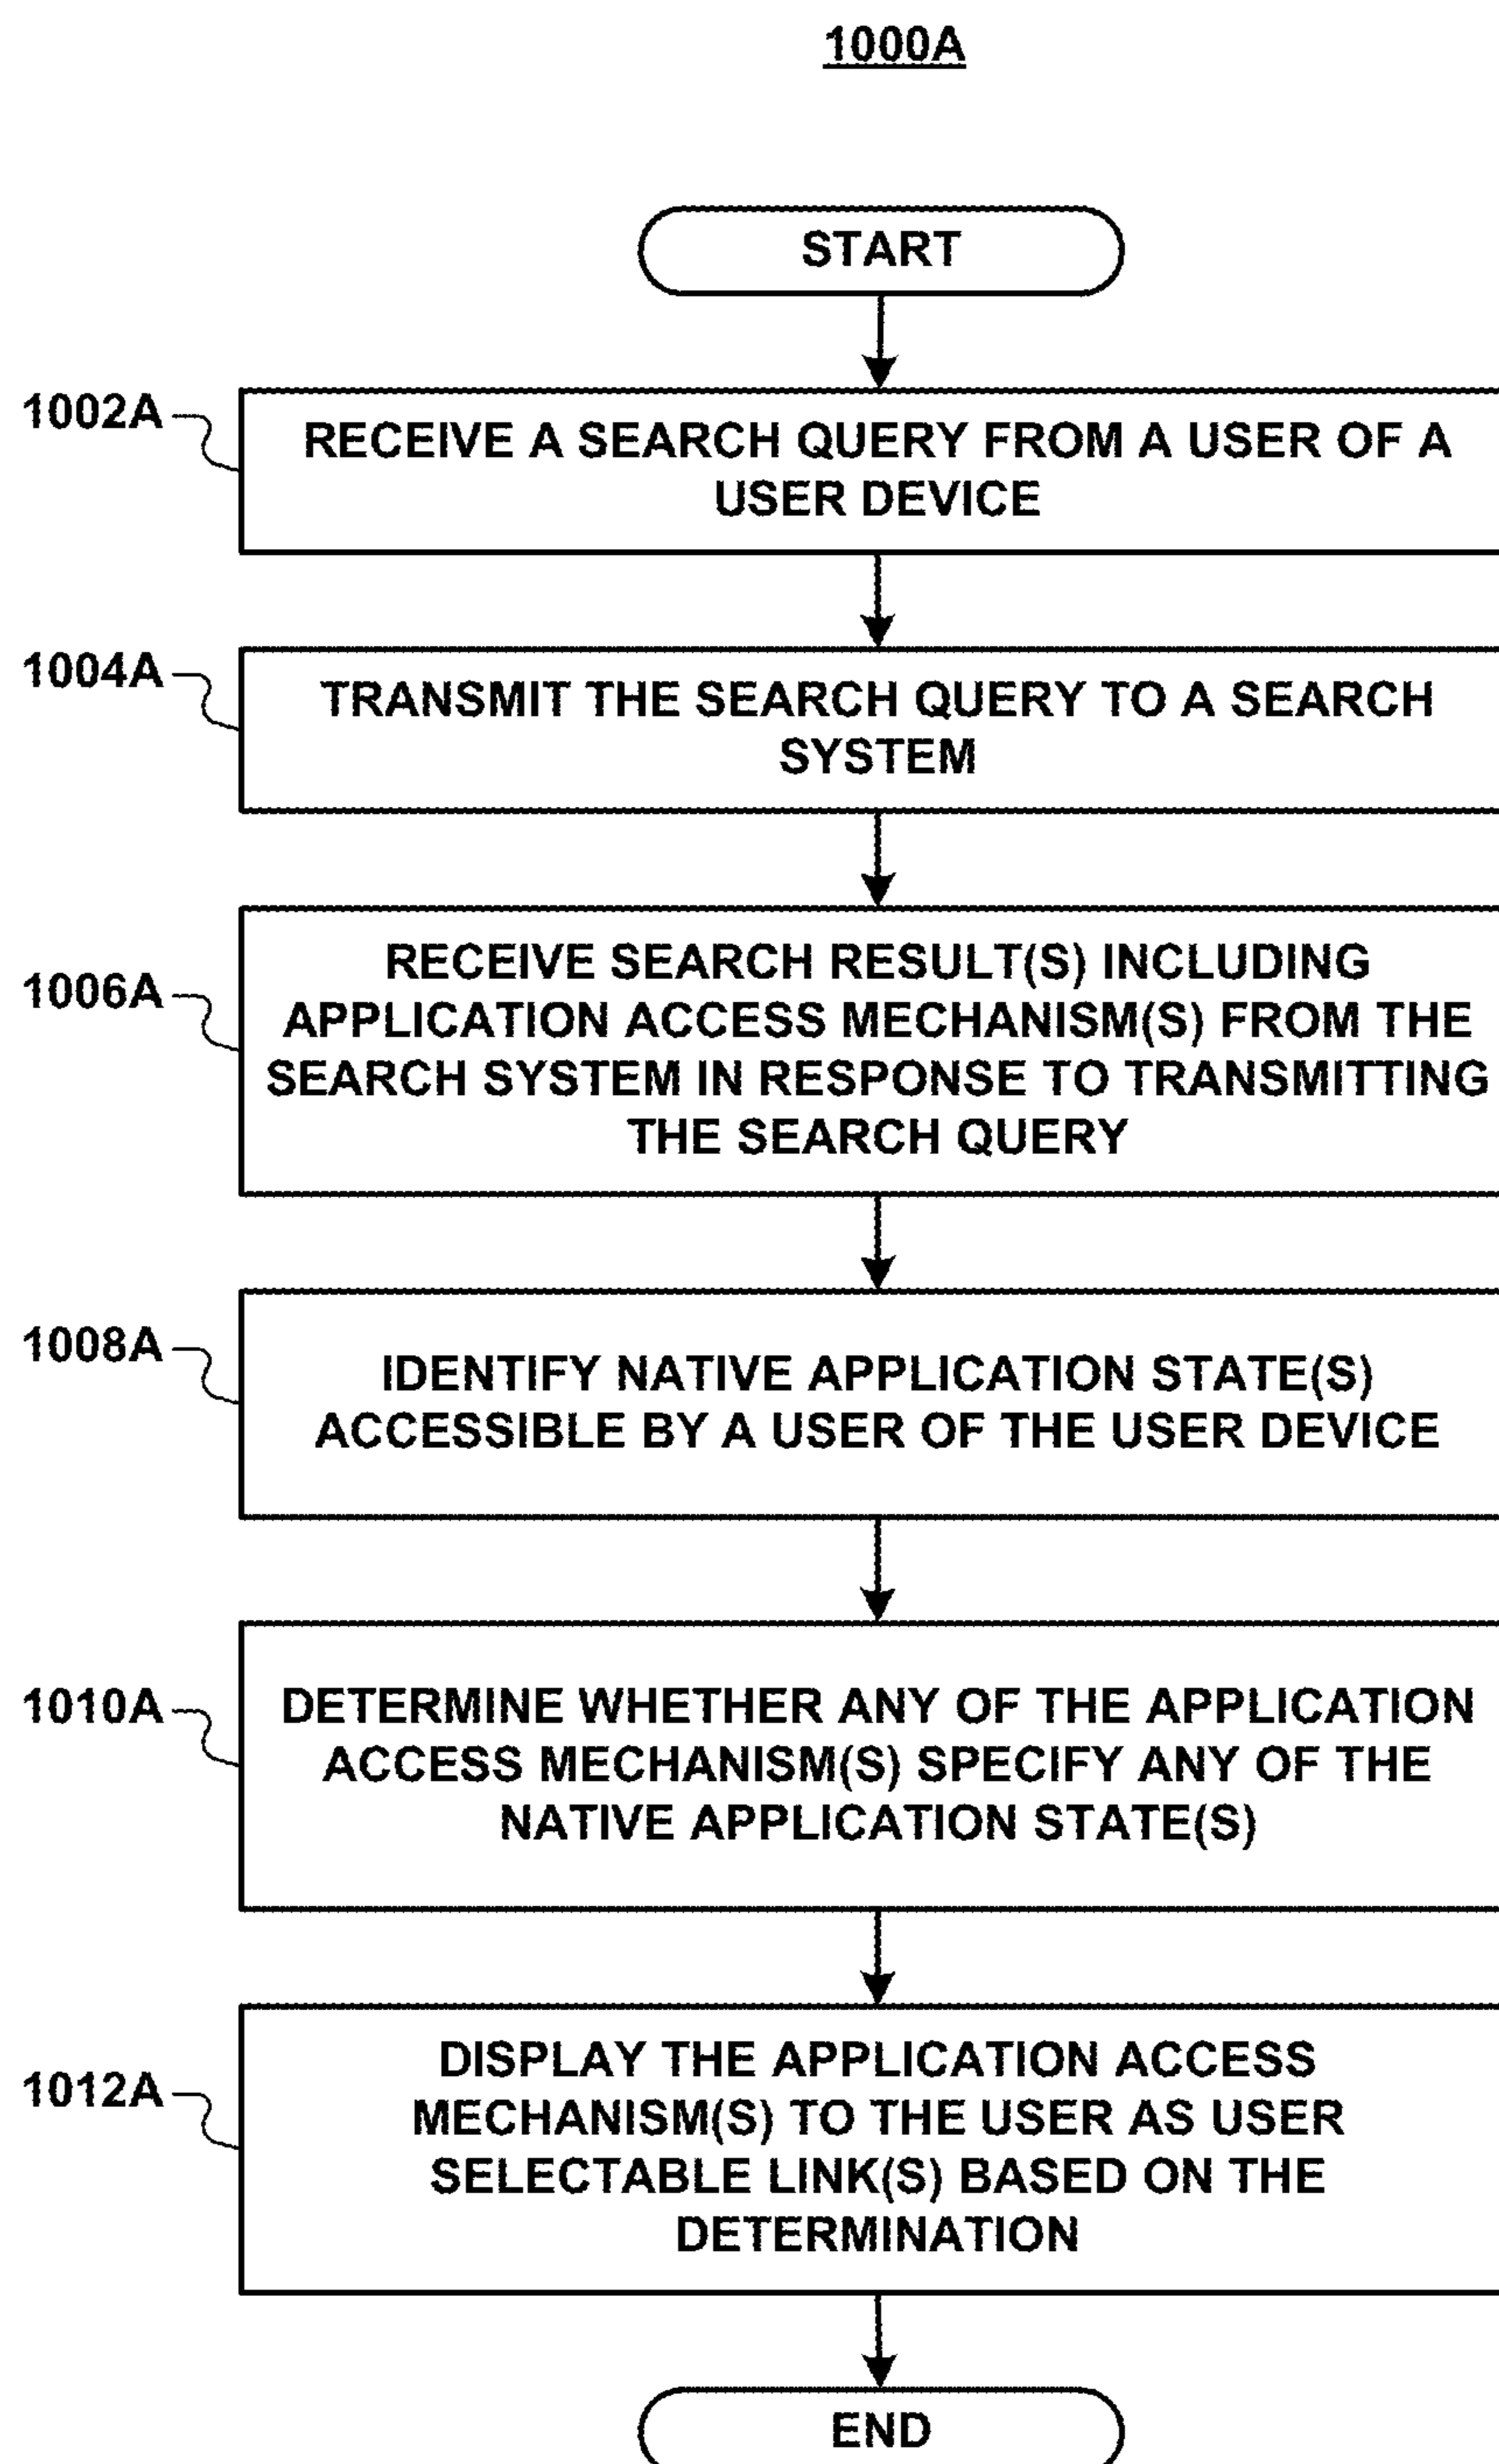 1000A
START
1002A
RECEIVE A SEARCH QUERY FROM A USER OF A
USER DEVICE
1004A
TRANSMIT THE SEARCH QUERY TO A SEARCH
SYSTEM
1006A
RECEIVE SEARCH RESULT(S) INCLUDING
APPLICATION ACCESS MECHANISM(S) FROM THE
SEARCH SYSTEM IN RESPONSE TO TRANSMITTING
THE SEARCH QUERY
1008A
IDENTIFY NATIVE APPLICATION STATE(S)
ACCESSIBLE BY A USER OF THE USER DEVICE
1010A
DETERMINE WHETHER ANY OF THE APPLICATION
ACCESS MECHANISM(S) SPECIFY ANY OF THE
NATIVE APPLICATION STATE(S)
1012A
DISPLAY THE APPLICATION ACCESS
MECHANISM(S) TO THE USER AS USER
SELECTABLE LINK(S) BASED ON THE
DETERMINATION
END